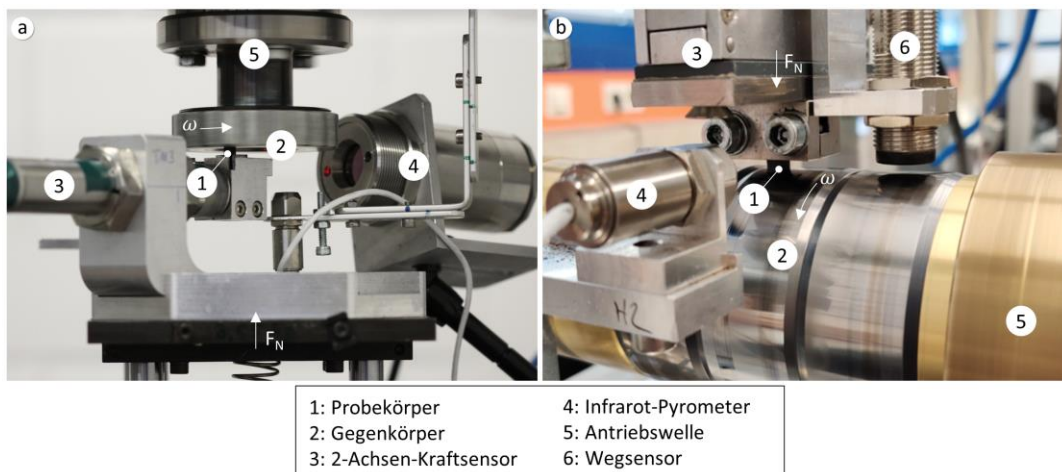 a
5
ω
2
4
3
1
F_N
b
3
F_N
6
4
1
ω
2
H2
5
1: Probekörper
2: Gegenkörper
3: 2-Achsen-Kraftsensor
4: Infrarot-Pyrometer
5: Antriebswelle
6: Wegsensor